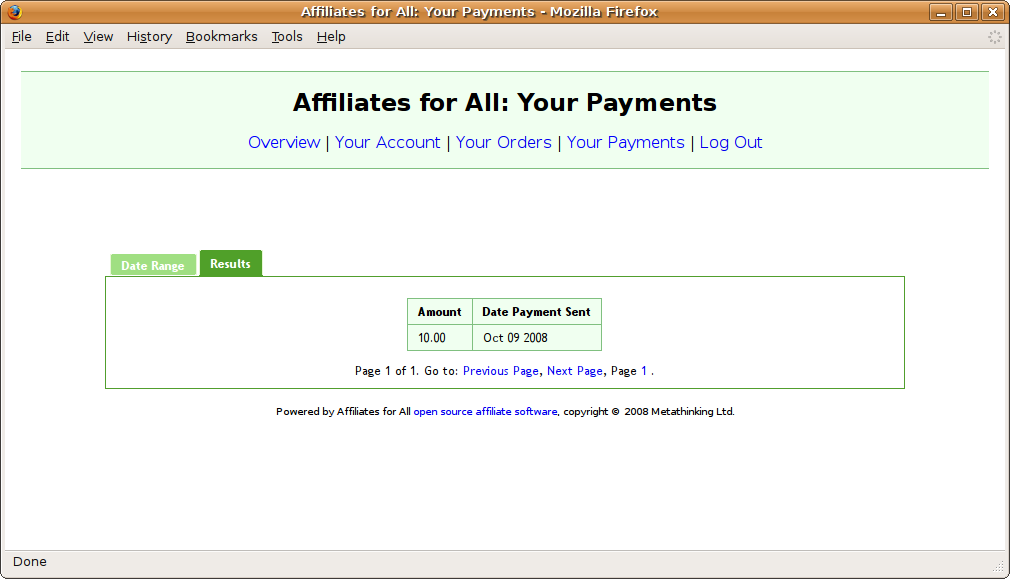 Affiliates for All: Your Payments - Mozilla Firefox
File Edit View History Bookmarks Tools Help
Affiliates for All: Your Payments
Overview | Your Account | Your Orders | Your Payments | Log Out
Date Range Results
Amount Date Payment Sent
10.00 Oct 09 2008
Page 1 of 1. Go to: Previous Page, Next Page, Page 1 .
Powered by Affiliates for All open source affiliate software, copyright © 2008 Metathinking Ltd.
Done